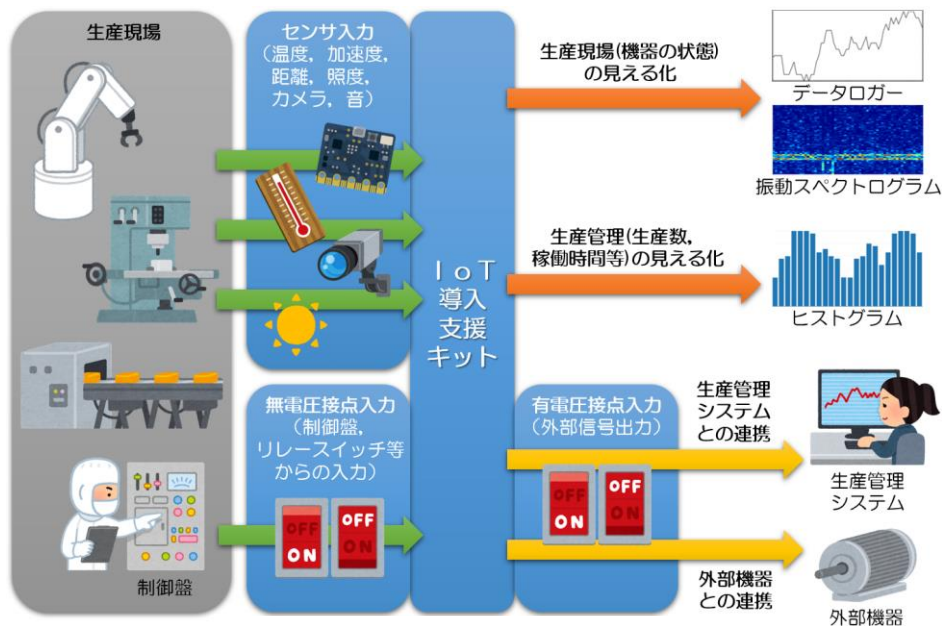 生産現場
制御盤
センサ入力
(温度，加速度，
距離，照度，
カメラ，音)
無電圧接点入力
(制御盤，
リレースイッチ等
からの入力)
OFF
ON
OFF
ON
ＩｏＴ
導入
支援
キット
有電圧接点入力
(外部信号出力)
OFF
ON
OFF
ON
生産現場(機器の状態)
の見える化
データロガー
振動スペクトログラム
生産管理(生産数，
稼働時間等)の見える化
ヒストグラム
生産管理
システム
との連携
生産管理
システム
外部機器
との連携
外部機器